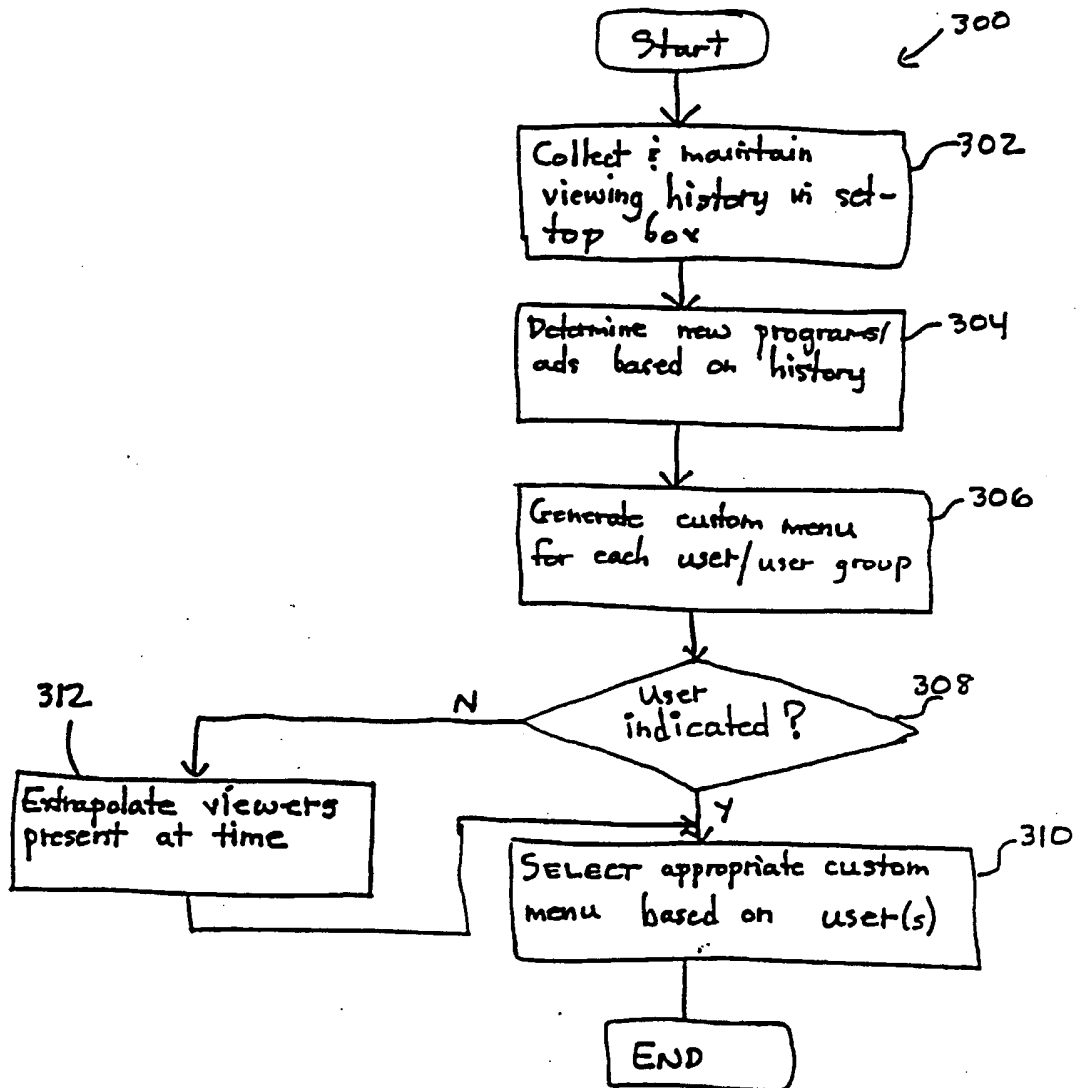 Start
300
Collect & maintain
viewing history in set-
top box
302
Determine new programs/
ads based on history
304
Generate custom menu
for each user/user group
306
User
indicated?
308
N
Y
312
Extrapolate viewers
present at time
SELECT appropriate custom
menu based on user(s)
310
END